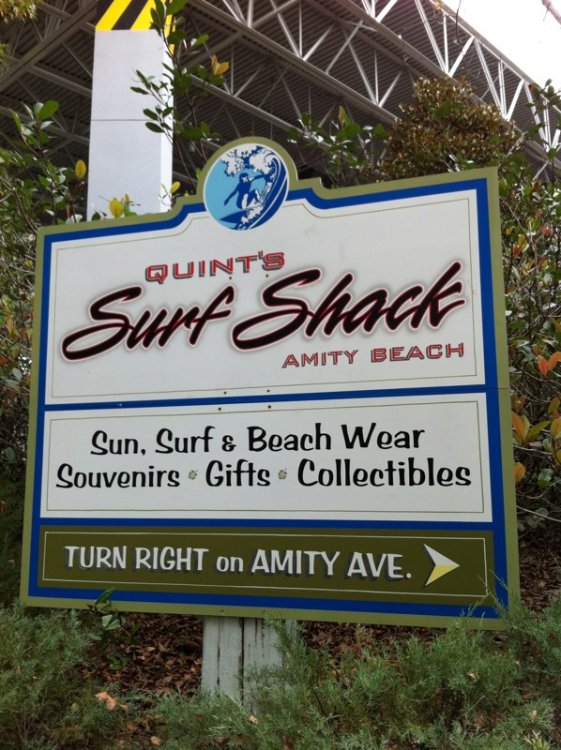 QUINT'S
Surf Shack
AMITY BEACH
Sun, Surf & Beach Wear
Souvenirs • Gifts • Collectibles
TURN RIGHT on AMITY AVE.